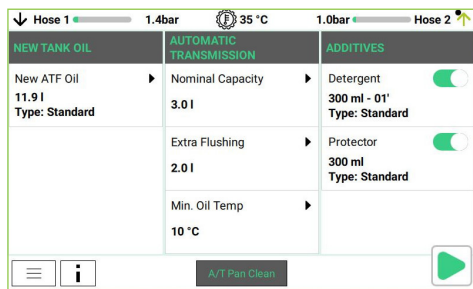 Hose 1 1.4bar 35 °C 1.0bar Hose 2
NEW TANK OIL
New ATF Oil
11.9 l
Type: Standard
AUTOMATIC
TRANSMISSION
Nominal Capacity
3.0 l
Extra Flushing
2.0 l
Min. Oil Temp
10 °C
ADDITIVES
Detergent
300 ml - 01'
Type: Standard
Protector
300 ml
Type: Standard
i
A/T Pan Clean